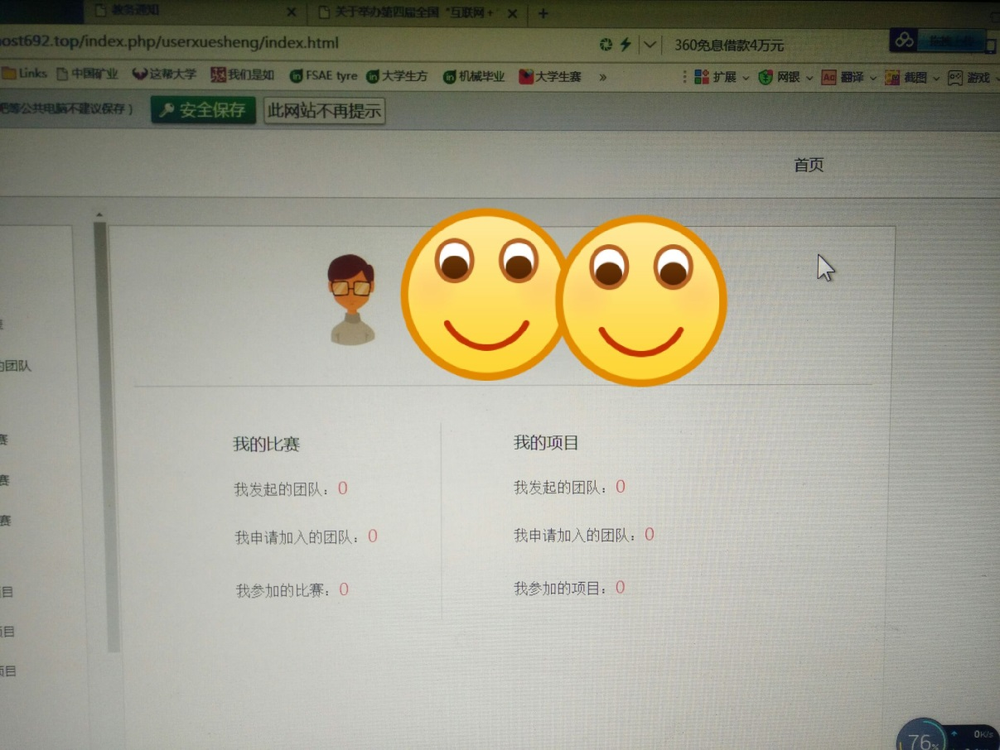 教务通知
关于举办第四届全国“互联网+
ost692.top/index.php/userxuesheng/index.html
360免息借款4万元
Links 中国矿业 这帮大学 我们是如 FSAE tyre 大学生方 机械毕业 大学生赛 »
扩展 网银 翻译 截图 游戏
吧等公共电脑不建议保存）
安全保存
此网站不再提示
首页
的团队
赛
赛
赛
项目
项目
项目
我的比赛
我发起的团队：0
我申请加入的团队：0
我参加的比赛：0
我的项目
我发起的团队：0
我申请加入的团队：0
我参加的项目：0
76%
0K/s